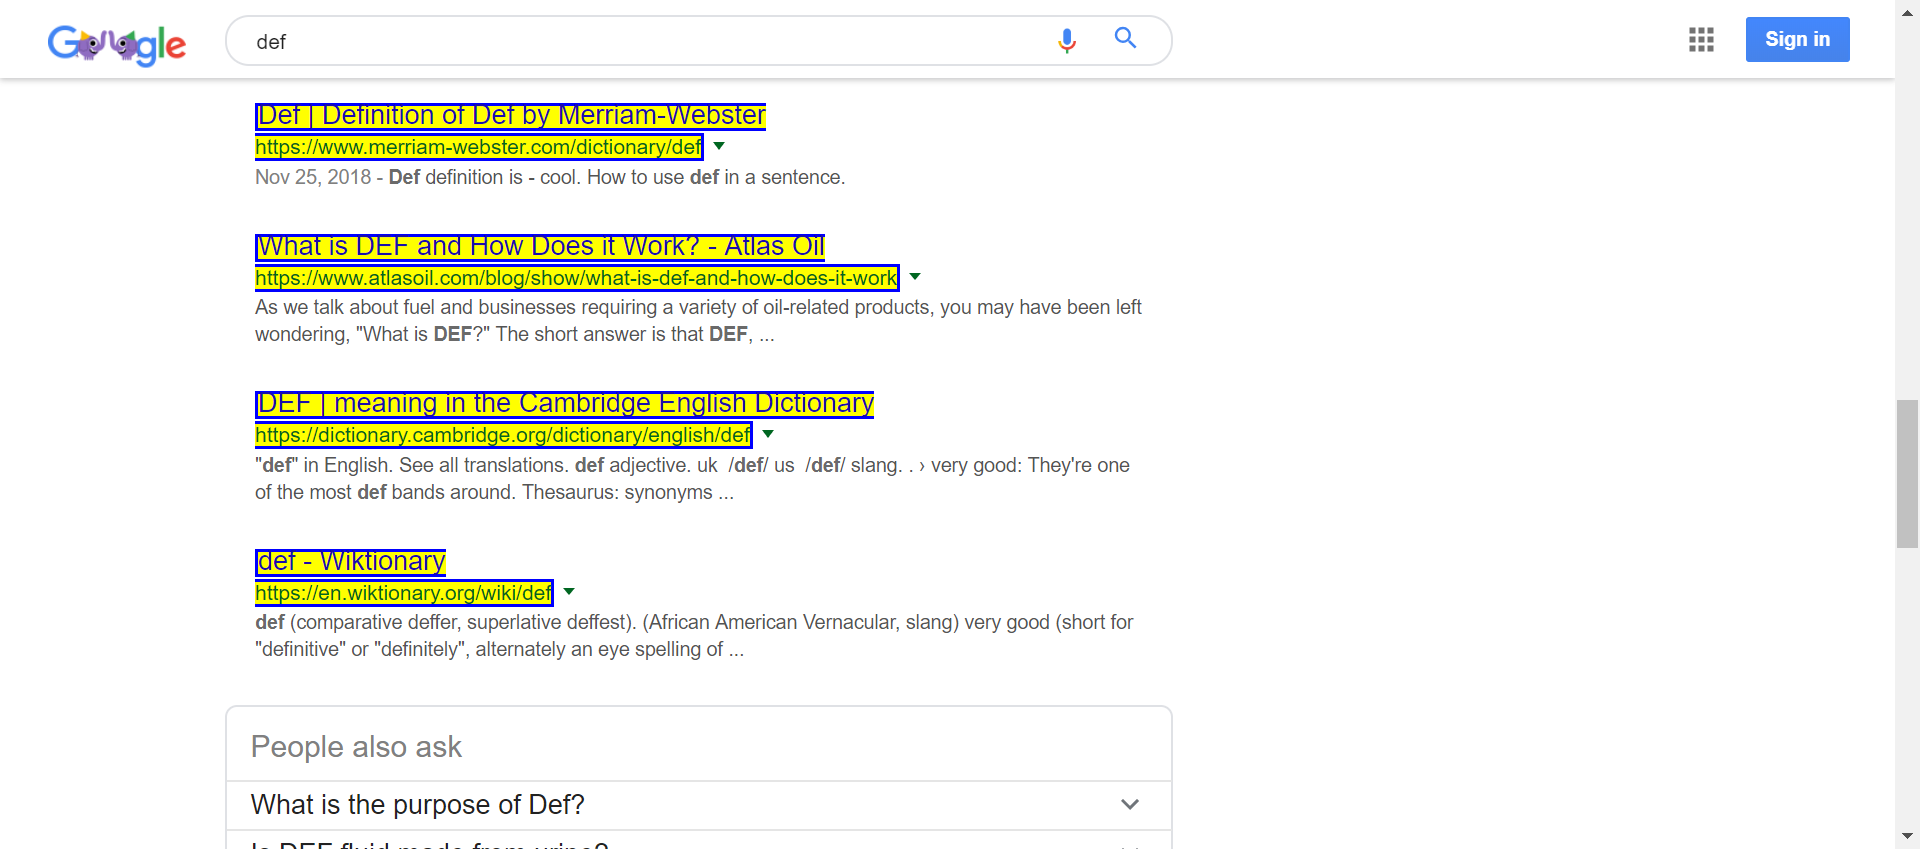 Google
def
Sign in
Def | Definition of Def by Merriam-Webster
https://www.merriam-webster.com/dictionary/def
Nov 25, 2018 - Def definition is - cool. How to use def in a sentence.
What is DEF and How Does it Work? - Atlas Oil
https://www.atlasoil.com/blog/show/what-is-def-and-how-does-it-work
As we talk about fuel and businesses requiring a variety of oil-related products, you may have been left
wondering, "What is DEF?" The short answer is that DEF, ...
DEF | meaning in the Cambridge English Dictionary
https://dictionary.cambridge.org/dictionary/english/def
"def" in English. See all translations. def adjective. uk /def/ us /def/ slang. . › very good: They're one
of the most def bands around. Thesaurus: synonyms ...
def - Wiktionary
https://en.wiktionary.org/wiki/def
def (comparative deffer, superlative deffest). (African American Vernacular, slang) very good (short for
"definitive" or "definitely", alternately an eye spelling of ...
People also ask
What is the purpose of Def?
Is DEF fluid made from urine?